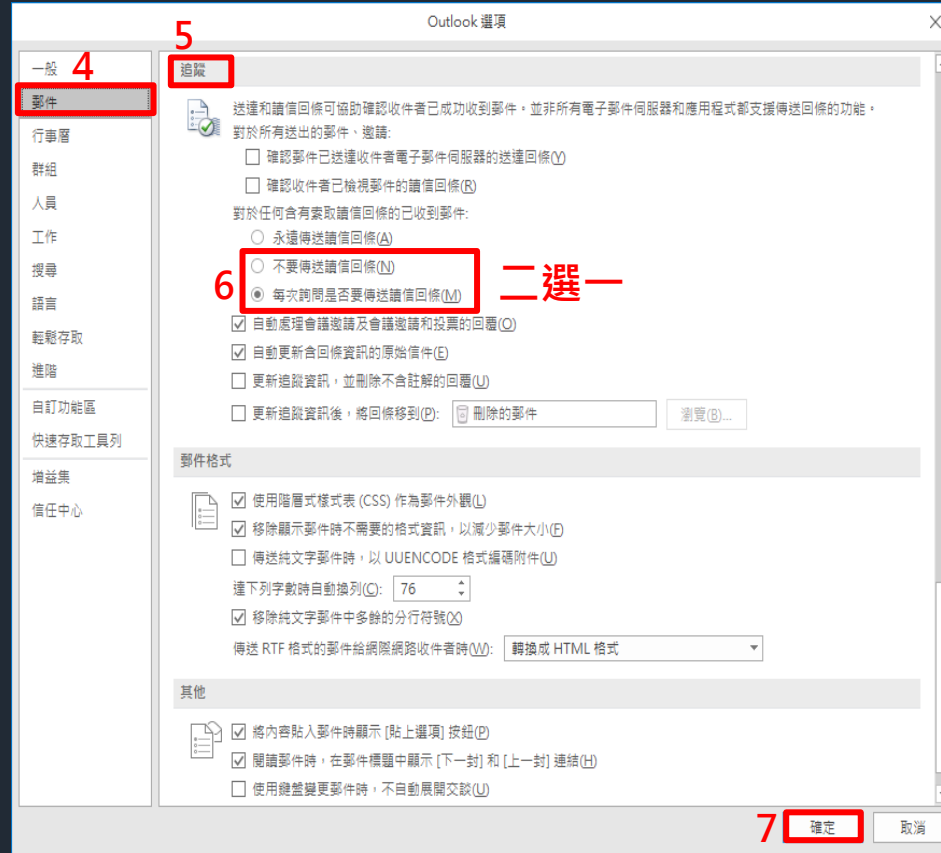 Outlook 選項
5
一般
4
追蹤
郵件
行事曆
群組
人員
工作
搜尋
語言
輕鬆存取
進階
自訂功能區
快速存取工具列
增益集
信任中心
送達和讀信回條可協助確認收件者已成功收到郵件。並非所有電子郵件伺服器和應用程式都支援傳送回條的功能。
對於所有送出的郵件、邀請:
確認郵件已送達收件者電子郵件伺服器的送達回條(Y)
確認收件者已檢視郵件的讀信回條(R)
對於任何含有索取讀信回條的已收到郵件:
永遠傳送讀信回條(A)
不要傳送讀信回條(N)
6
每次詢問是否要傳送讀信回條(M)
二選一
自動處理會議邀請及會議邀請和投票的回覆(O)
自動更新含回條資訊的原始信件(E)
更新追蹤資訊，並刪除不含註解的回覆(U)
更新追蹤資訊後，將回條移到(P): 刪除的郵件 瀏覽(B)...
郵件格式
使用階層式樣式表 (CSS) 作為郵件外觀(L)
移除顯示郵件時不需要的格式資訊，以減少郵件大小(F)
傳送純文字郵件時，以 UUENCODE 格式編碼附件(U)
達下列字數時自動換列(C): 76
移除純文字郵件中多餘的分行符號(X)
傳送 RTF 格式的郵件給網際網路收件者時(W): 轉換成 HTML 格式
其他
將內容貼入郵件時顯示 [貼上選項] 按鈕(P)
閱讀郵件時，在郵件標題中顯示 [下一封] 和 [上一封] 連結(H)
使用鍵盤變更郵件時，不自動展開交談(U)
7
確定
取消